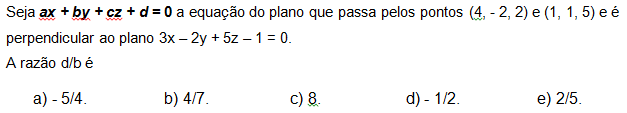 Seja ax + by + cz + d = 0 a equação do plano que passa pelos pontos (4, - 2, 2) e (1, 1, 5) e é
perpendicular ao plano 3x – 2y + 5z – 1 = 0.
A razão d/b é
a) - 5/4. b) 4/7. c) 8. d) - 1/2. e) 2/5.